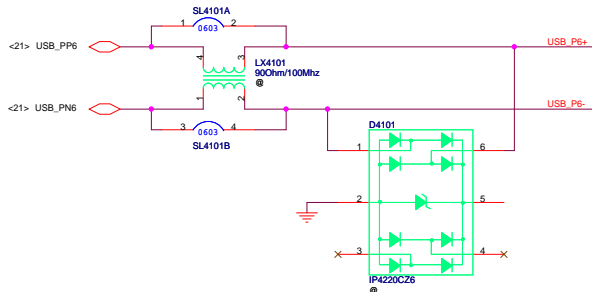 SL4101A
1 0603 2
<21> USB_PP6
USB_P6+
4 3
LX4101
90Ohm/100Mhz
@
1 2
<21> USB_PN6
USB_P6-
3 0603 4
SL4101B
D4101
1 6
2 5
3 4
IP4220CZ6
@